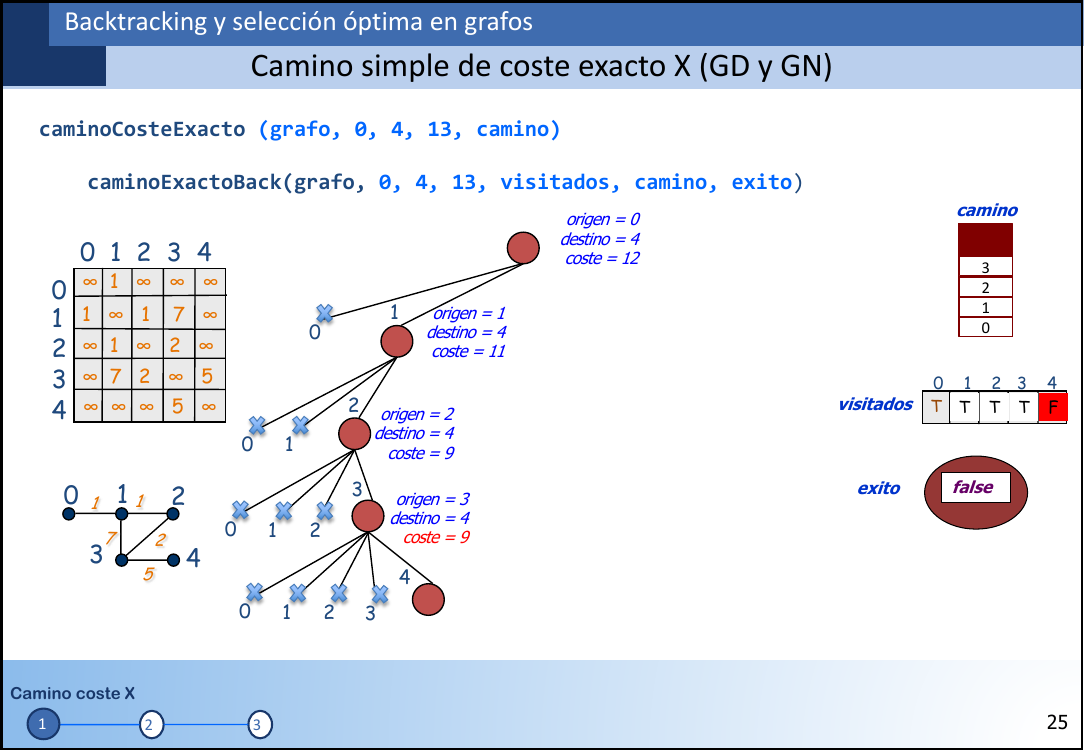 Backtracking y selección óptima en grafos
Camino simple de coste exacto X (GD y GN)
caminoCosteExacto (grafo, 0, 4, 13, camino)
caminoExactoBack(grafo, 0, 4, 13, visitados, camino, exito)
origen = 0
destino = 4
coste = 12
0
1
origen = 1
destino = 4
coste = 11
0
1
2
origen = 2
destino = 4
coste = 9
0
1
2
3
origen = 3
destino = 4
coste = 9
0
1
2
3
4
0 1 2 3 4
0 ∞ 1 ∞ ∞ ∞
1 1 ∞ 1 7 ∞
2 ∞ 1 ∞ 2 ∞
3 ∞ 7 2 ∞ 5
4 ∞ ∞ ∞ 5 ∞
0 1 1 1 2
7 2
3 4
5
camino
3
2
1
0
0 1 2 3 4
visitados T T T T F
exito false
Camino coste X
1 2 3
25